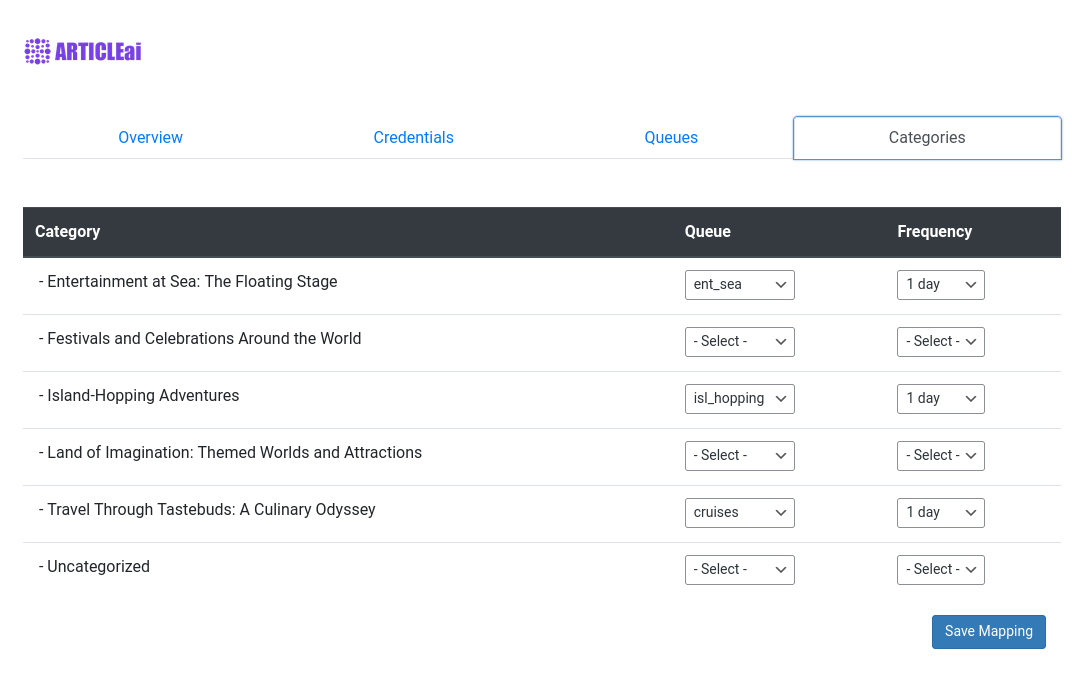 ARTICLEai
Overview Credentials Queues Categories
Category Queue Frequency
- Entertainment at Sea: The Floating Stage ent_sea 1 day
- Festivals and Celebrations Around the World - Select - - Select -
- Island-Hopping Adventures isl_hopping 1 day
- Land of Imagination: Themed Worlds and Attractions - Select - - Select -
- Travel Through Tastebuds: A Culinary Odyssey cruises 1 day
- Uncategorized - Select - - Select -
Save Mapping